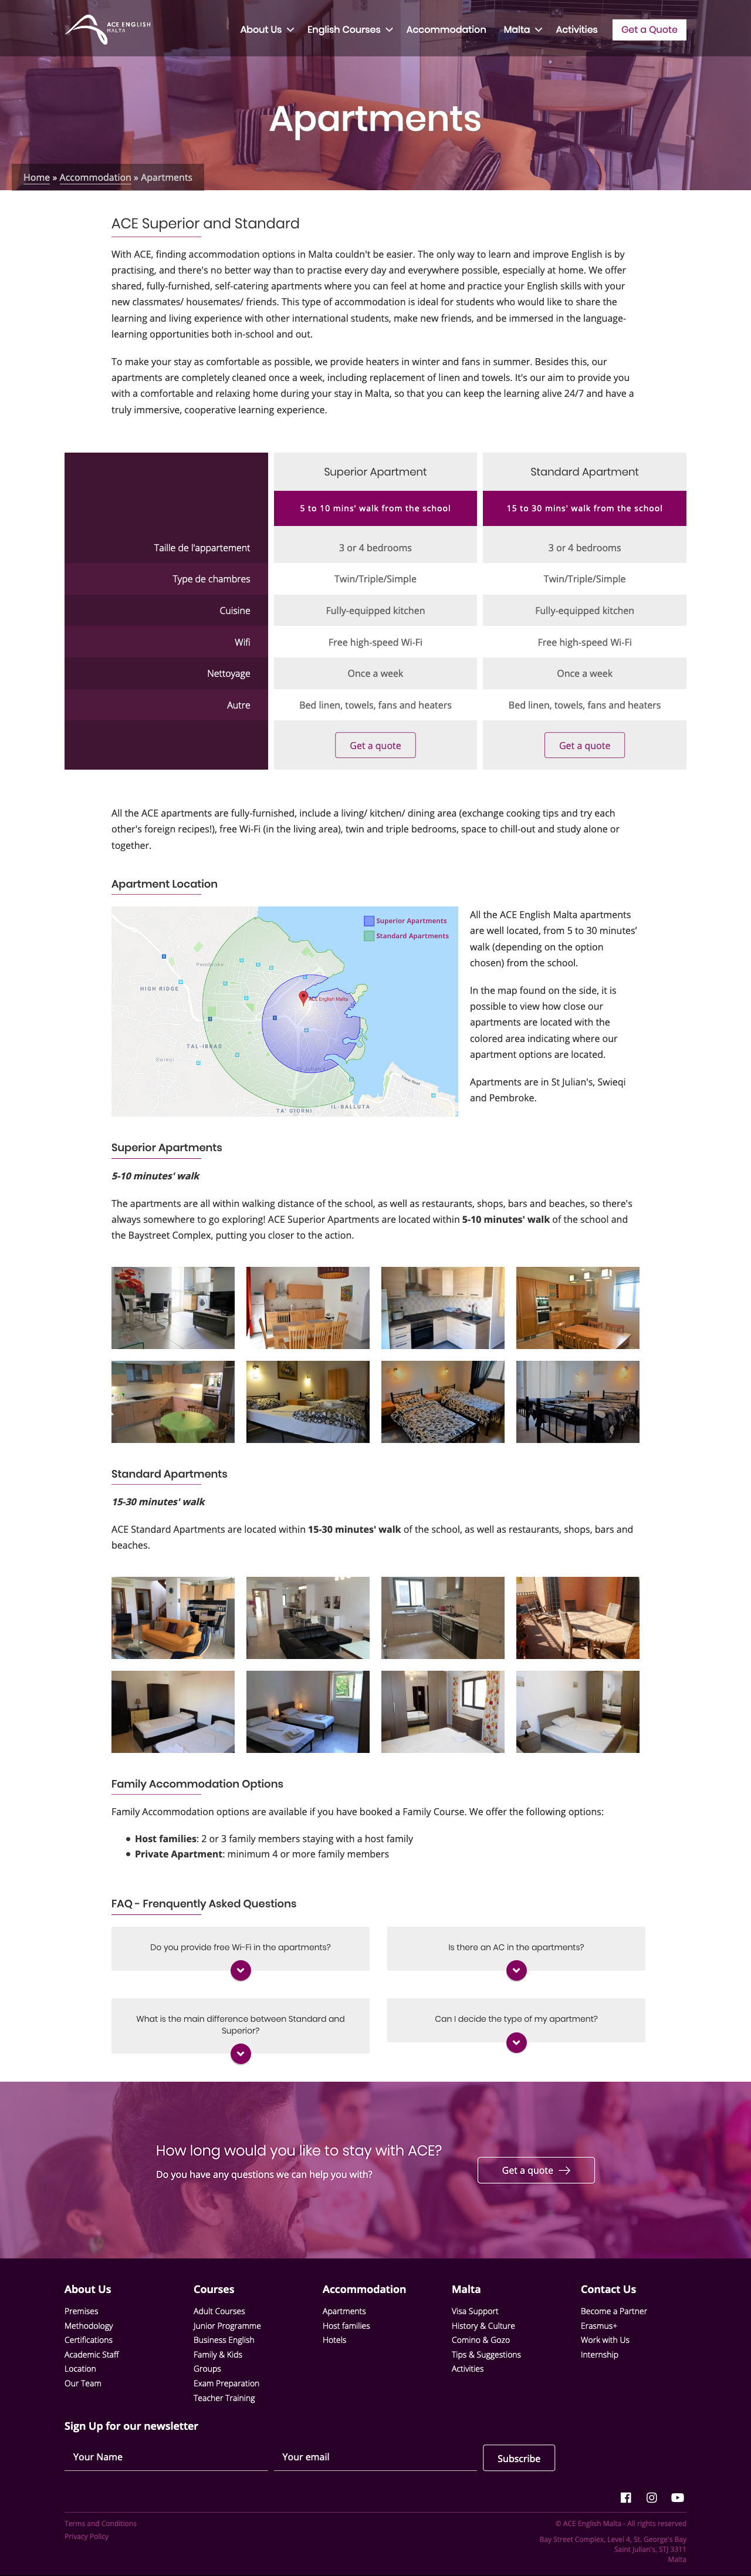 ACE ENGLISH
MALTA
About Us
English Courses
Accommodation
Malta
Activities
Get a Quote
Apartments
Home » Accommodation » Apartments
ACE Superior and Standard
With ACE, finding accommodation options in Malta couldn't be easier. The only way to learn and improve English is by
practising, and there's no better way than to practise every day and everywhere possible, especially at home. We offer
shared, fully-furnished, self-catering apartments where you can feel at home and practice your English skills with your
new classmates/ housemates/ friends. This type of accommodation is ideal for students who would like to share the
learning and living experience with other international students, make new friends, and be immersed in the language-
learning opportunities both in-school and out.
To make your stay as comfortable as possible, we provide heaters in winter and fans in summer. Besides this, our
apartments are completely cleaned once a week, including replacement of linen and towels. It's our aim to provide you
with a comfortable and relaxing home during your stay in Malta, so that you can keep the learning alive 24/7 and have a
truly immersive, cooperative learning experience.
Superior Apartment
Standard Apartment
5 to 10 mins' walk from the school
15 to 30 mins' walk from the school
Taille de l'appartement
3 or 4 bedrooms
3 or 4 bedrooms
Type de chambres
Twin/Triple/Simple
Twin/Triple/Simple
Cuisine
Fully-equipped kitchen
Fully-equipped kitchen
Wifi
Free high-speed Wi-Fi
Free high-speed Wi-Fi
Nettoyage
Once a week
Once a week
Autre
Bed linen, towels, fans and heaters
Bed linen, towels, fans and heaters
Get a quote
Get a quote
All the ACE apartments are fully-furnished, include a living/ kitchen/ dining area (exchange cooking tips and try each
other's foreign recipes!), free Wi-Fi (in the living area), twin and triple bedrooms, space to chill-out and study alone or
together.
Apartment Location
Superior Apartments
Standard Apartments
Pembroke
HIGH RIDGE
ACE English Malta
TAL-IBRAĠ
Swieqi
TA' GIORNI
IL-BALLUTA
All the ACE English Malta apartments
are well located, from 5 to 30 minutes'
walk (depending on the option
chosen) from the school.
In the map found on the side, it is
possible to view how close our
apartments are located with the
colored area indicating where our
apartment options are located.
Apartments are in St Julian's, Swieqi
and Pembroke.
Superior Apartments
5-10 minutes' walk
The apartments are all within walking distance of the school, as well as restaurants, shops, bars and beaches, so there's
always somewhere to go exploring! ACE Superior Apartments are located within 5-10 minutes' walk of the school and
the Baystreet Complex, putting you closer to the action.
Standard Apartments
15-30 minutes' walk
ACE Standard Apartments are located within 15-30 minutes' walk of the school, as well as restaurants, shops, bars and
beaches.
Family Accommodation Options
Family Accommodation options are available if you have booked a Family Course. We offer the following options:
Host families: 2 or 3 family members staying with a host family
Private Apartment: minimum 4 or more family members
FAQ - Frenquently Asked Questions
Do you provide free Wi-Fi in the apartments?
Is there an AC in the apartments?
What is the main difference between Standard and
Superior?
Can I decide the type of my apartment?
How long would you like to stay with ACE?
Do you have any questions we can help you with?
Get a quote
About Us
Premises
Methodology
Certifications
Academic Staff
Location
Our Team
Courses
Adult Courses
Junior Programme
Business English
Family & Kids
Groups
Exam Preparation
Teacher Training
Accommodation
Apartments
Host families
Hotels
Malta
Visa Support
History & Culture
Comino & Gozo
Tips & Suggestions
Activities
Contact Us
Become a Partner
Erasmus+
Work with Us
Internship
Sign Up for our newsletter
Your Name
Your email
Subscribe
Terms and Conditions
Privacy Policy
© ACE English Malta - All rights reserved
Bay Street Complex, Level 4, St. George's Bay
Saint Julian's, STJ 3311
Malta